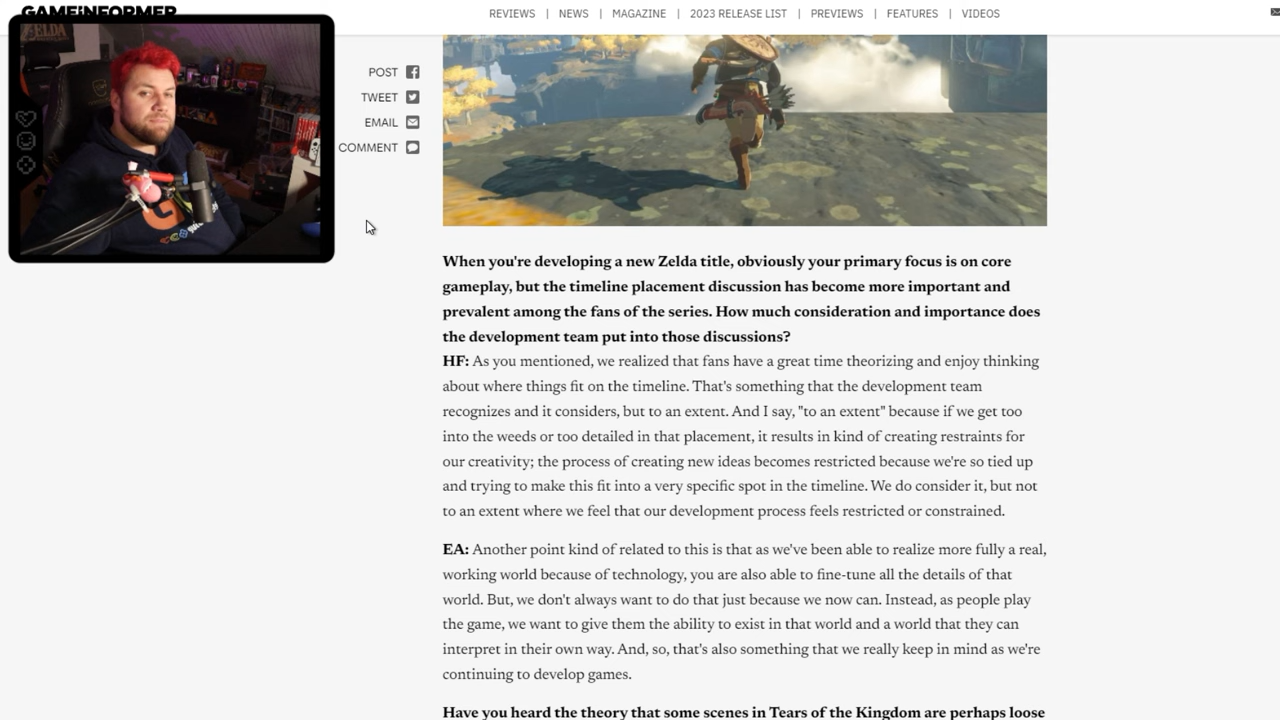 GAMEINFORMER
REVIEWS | NEWS | MAGAZINE | 2023 RELEASE LIST | PREVIEWS | FEATURES | VIDEOS
ZELDA
POST
TWEET
EMAIL
COMMENT
When you're developing a new Zelda title, obviously your primary focus is on core
gameplay, but the timeline placement discussion has become more important and
prevalent among the fans of the series. How much consideration and importance does
the development team put into those discussions?
HF: As you mentioned, we realized that fans have a great time theorizing and enjoy thinking
about where things fit on the timeline. That's something that the development team
recognizes and it considers, but to an extent. And I say, "to an extent" because if we get too
into the weeds or too detailed in that placement, it results in kind of creating restraints for
our creativity; the process of creating new ideas becomes restricted because we're so tied up
and trying to make this fit into a very specific spot in the timeline. We do consider it, but not
to an extent where we feel that our development process feels restricted or constrained.
EA: Another point kind of related to this is that as we've been able to realize more fully a real,
working world because of technology, you are also able to fine-tune all the details of that
world. But, we don't always want to do that just because we now can. Instead, as people play
the game, we want to give them the ability to exist in that world and a world that they can
interpret in their own way. And, so, that's also something that we really keep in mind as we're
continuing to develop games.
Have you heard the theory that some scenes in Tears of the Kingdom are perhaps loose